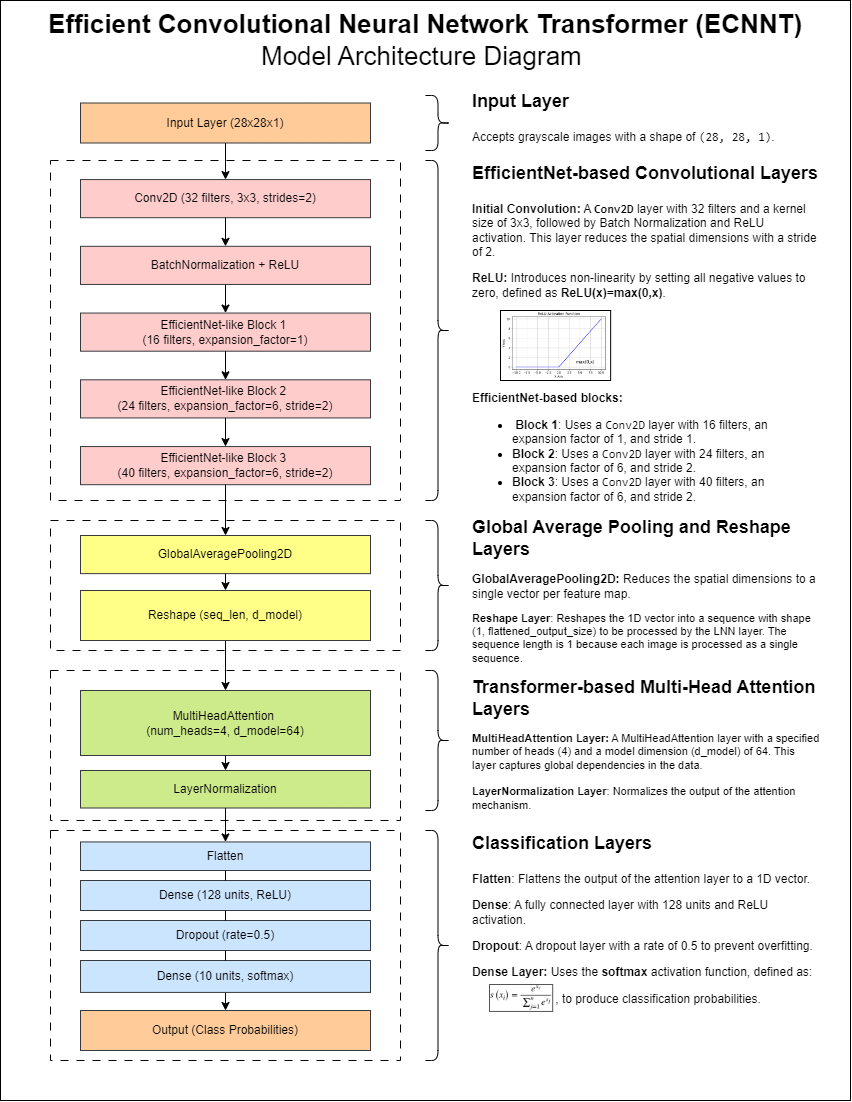 Efficient Convolutional Neural Network Transformer (ECNNT)
Model Architecture Diagram
Input Layer (28x28x1)
Conv2D (32 filters, 3x3, strides=2)
BatchNormalization + ReLU
EfficientNet-like Block 1
(16 filters, expansion_factor=1)
EfficientNet-like Block 2
(24 filters, expansion_factor=6, stride=2)
EfficientNet-like Block 3
(40 filters, expansion_factor=6, stride=2)
GlobalAveragePooling2D
Reshape (seq_len, d_model)
MultiHeadAttention
(num_heads=4, d_model=64)
LayerNormalization
Flatten
Dense (128 units, ReLU)
Dropout (rate=0.5)
Dense (10 units, softmax)
Output (Class Probabilities)
Input Layer
Accepts grayscale images with a shape of (28, 28, 1).
EfficientNet-based Convolutional Layers
Initial Convolution: A Conv2D layer with 32 filters and a kernel
size of 3x3, followed by Batch Normalization and ReLU
activation. This layer reduces the spatial dimensions with a stride
of 2.
ReLU: Introduces non-linearity by setting all negative values to
zero, defined as ReLU(x)=max(0,x).
ReLU Activation Function
max(0,x)
EfficientNet-based blocks:
• Block 1: Uses a Conv2D layer with 16 filters, an
expansion factor of 1, and stride 1.
• Block 2: Uses a Conv2D layer with 24 filters, an
expansion factor of 6, and stride 2.
• Block 3: Uses a Conv2D layer with 40 filters, an
expansion factor of 6, and stride 2.
Global Average Pooling and Reshape
Layers
GlobalAveragePooling2D: Reduces the spatial dimensions to a
single vector per feature map.
Reshape Layer: Reshapes the 1D vector into a sequence with shape
(1, flattened_output_size) to be processed by the LNN layer. The
sequence length is 1 because each image is processed as a single
sequence.
Transformer-based Multi-Head Attention
Layers
MultiHeadAttention Layer: A MultiHeadAttention layer with a specified
number of heads (4) and a model dimension (d_model) of 64. This
layer captures global dependencies in the data.
LayerNormalization Layer: Normalizes the output of the attention
mechanism.
Classification Layers
Flatten: Flattens the output of the attention layer to a 1D vector.
Dense: A fully connected layer with 128 units and ReLU
activation.
Dropout: A dropout layer with a rate of 0.5 to prevent overfitting.
Dense Layer: Uses the softmax activation function, defined as:
s(x_i) = e^{x_i} / ∑_{j=1}^{n} e^{x_j} , to produce classification probabilities.